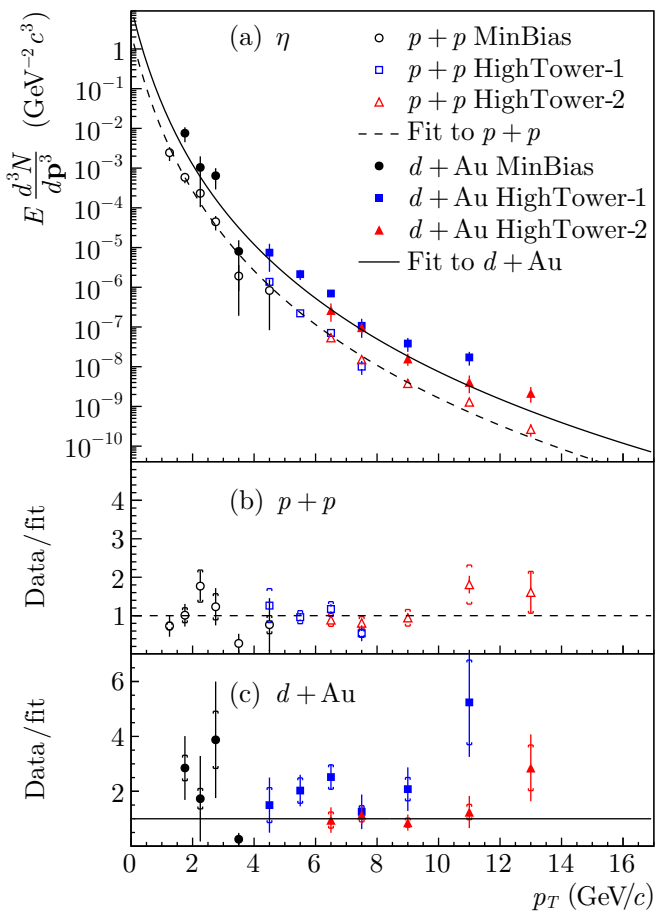 (a) η
p + p MinBias
p + p HighTower-1
p + p HighTower-2
Fit to p + p
d + Au MinBias
d + Au HighTower-1
d + Au HighTower-2
Fit to d + Au
E d³N/dp³ (GeV⁻² c³)
1
10⁻¹
10⁻²
10⁻³
10⁻⁴
10⁻⁵
10⁻⁶
10⁻⁷
10⁻⁸
10⁻⁹
10⁻¹⁰
(b) p + p
Data/fit
4
3
2
1
(c) d + Au
Data/fit
6
4
2
0 2 4 6 8 10 12 14 16
p_T (GeV/c)